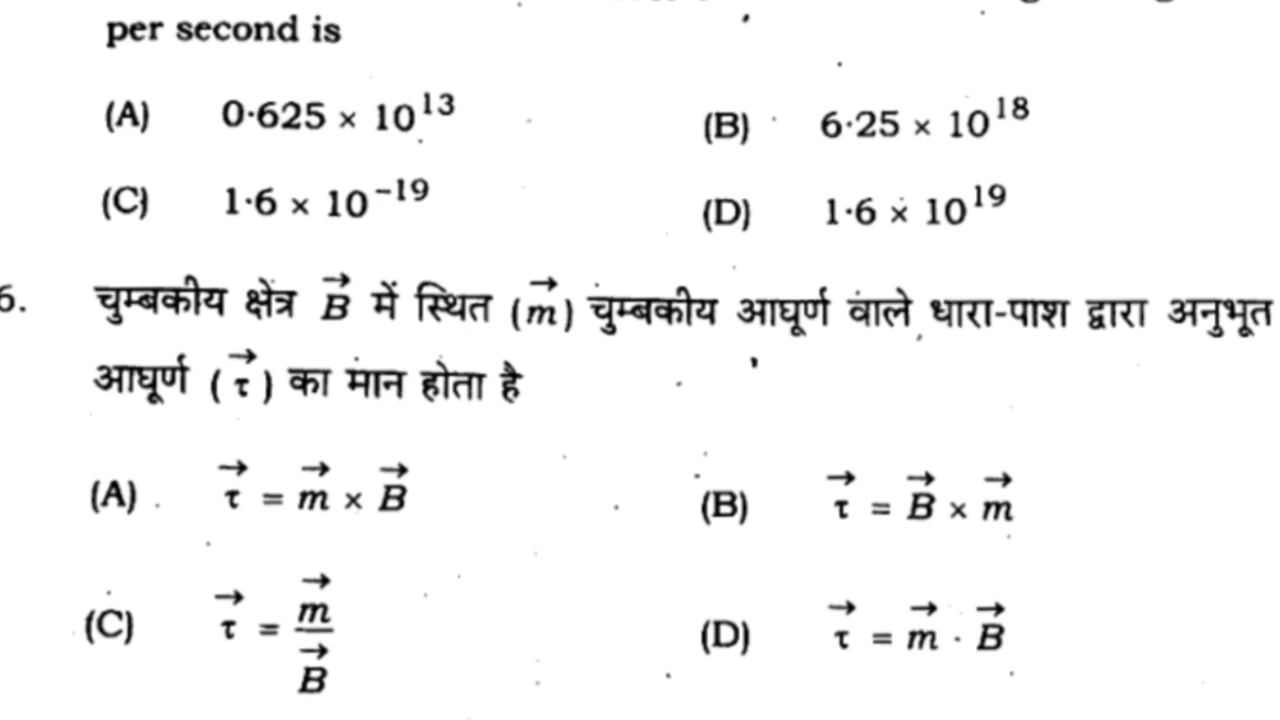 per second is
(A) 0·625 × 10¹³ (B) 6·25 × 10¹⁸
(C) 1·6 × 10⁻¹⁹ (D) 1·6 × 10¹⁹
6. चुम्बकीय क्षेत्र B⃗ में स्थित (m⃗) चुम्बकीय आघूर्ण वाले धारा-पाश द्वारा अनुभूत
आघूर्ण (τ⃗) का मान होता है
(A) τ⃗ = m⃗ × B⃗ (B) τ⃗ = B⃗ × m⃗
(C) τ⃗ = m⃗ / B⃗ (D) τ⃗ = m⃗ · B⃗